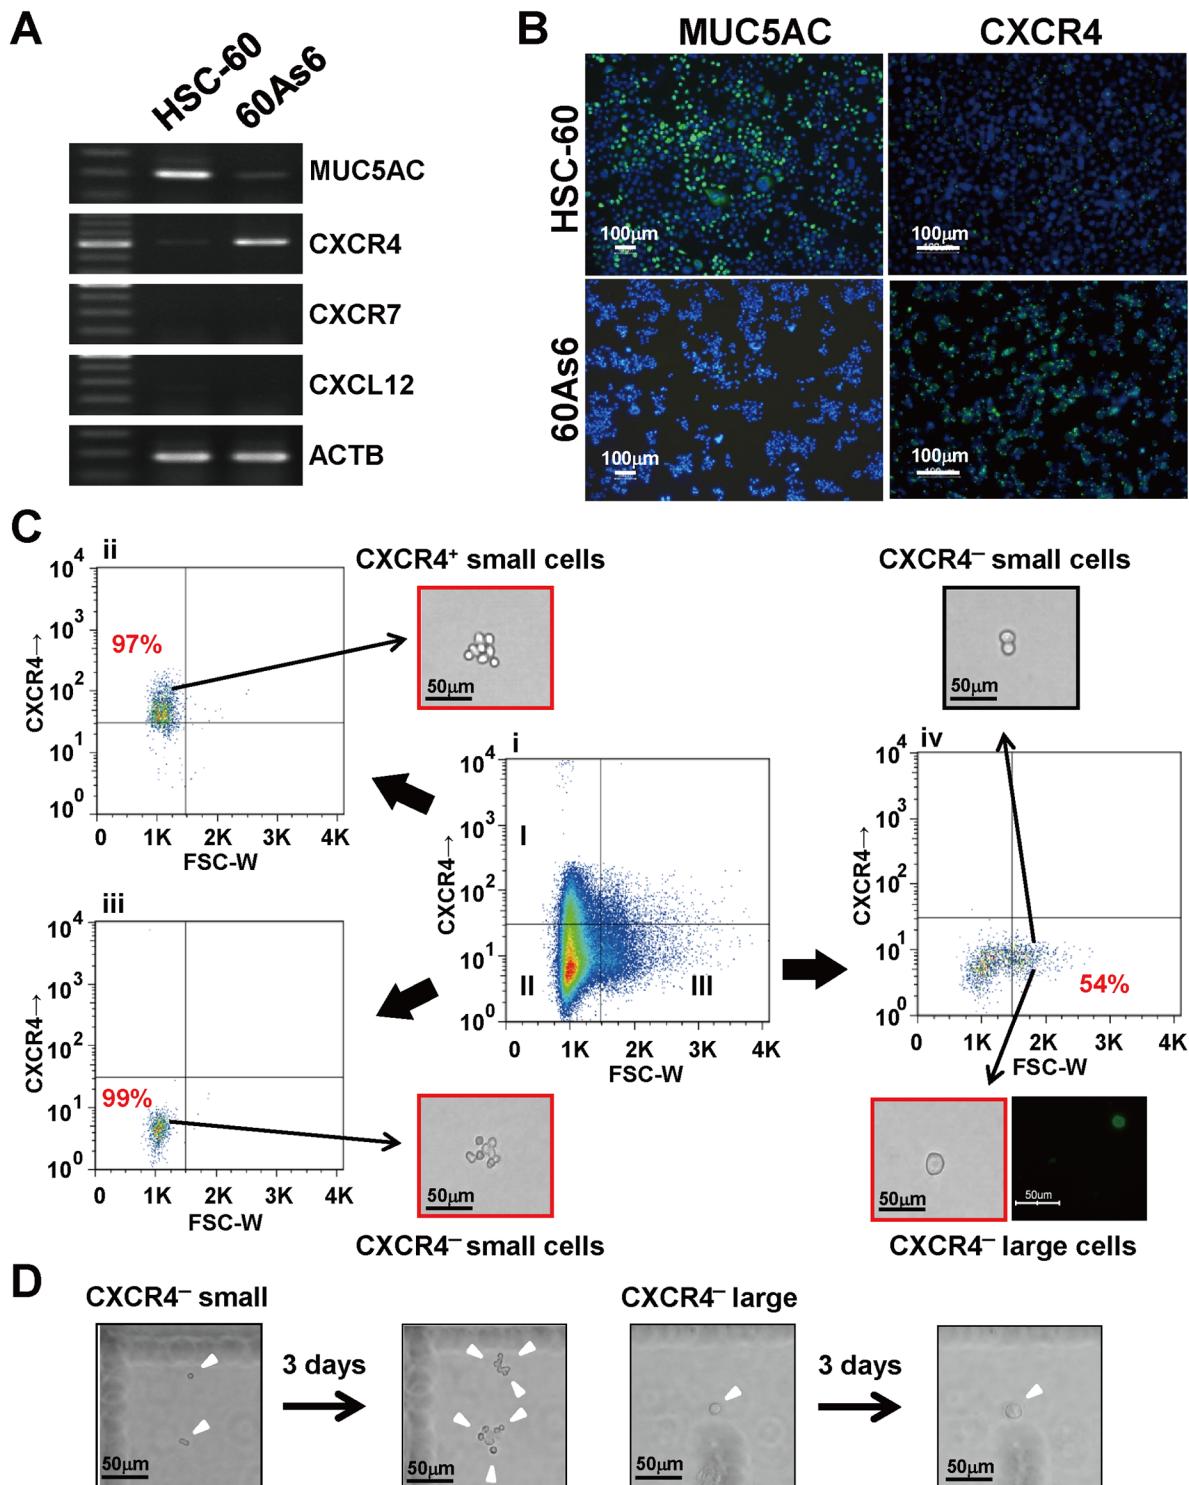 A
HSC-60
60As6
MUC5AC
CXCR4
CXCR7
CXCL12
ACTB
B
MUC5AC
CXCR4
HSC-60
100μm
100μm
60As6
100μm
100μm
C
ii
CXCR4→
10⁴
10³
10²
10¹
10⁰
97%
0 1K 2K 3K 4K
FSC-W
CXCR4⁺ small cells
50μm
CXCR4⁻ small cells
i
CXCR4→
10⁴
10³
10²
10¹
10⁰
I
II
III
0 1K 2K 3K 4K
FSC-W
iv
CXCR4→
10⁴
10³
10²
10¹
10⁰
54%
0 1K 2K 3K 4K
FSC-W
iii
CXCR4→
10⁴
10³
10²
10¹
10⁰
99%
0 1K 2K 3K 4K
FSC-W
50μm
CXCR4⁻ small cells
50μm
50um
CXCR4⁻ large cells
D
CXCR4⁻ small
50μm
3 days
50μm
CXCR4⁻ large
50μm
3 days
50μm